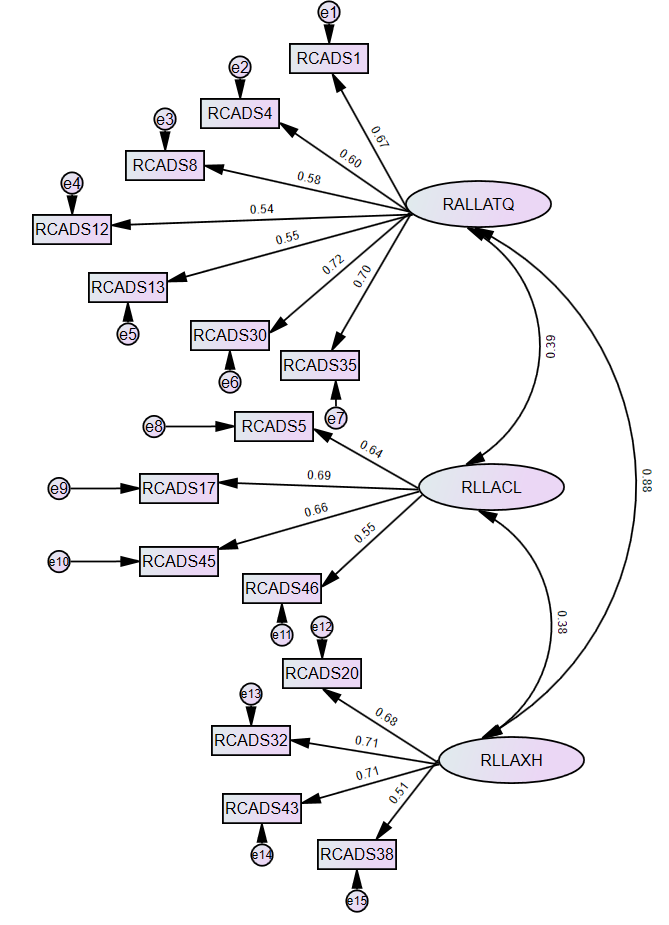 e1
RCADS1
e2
RCADS4
0.67
e3
RCADS8
0.60
0.58
e4
RCADS12
0.54
RALLATQ
0.55
RCADS13
0.72
0.70
e5
RCADS30
0.39
RCADS35
e6
e7
e8
RCADS5
0.64
e9
RCADS17
0.69
RLLACL
0.88
0.66
0.55
e10
RCADS45
RCADS46
e11
e12
0.38
RCADS20
e13
0.68
RCADS32
0.71
RLLAXH
0.71
0.51
RCADS43
e14
RCADS38
e15